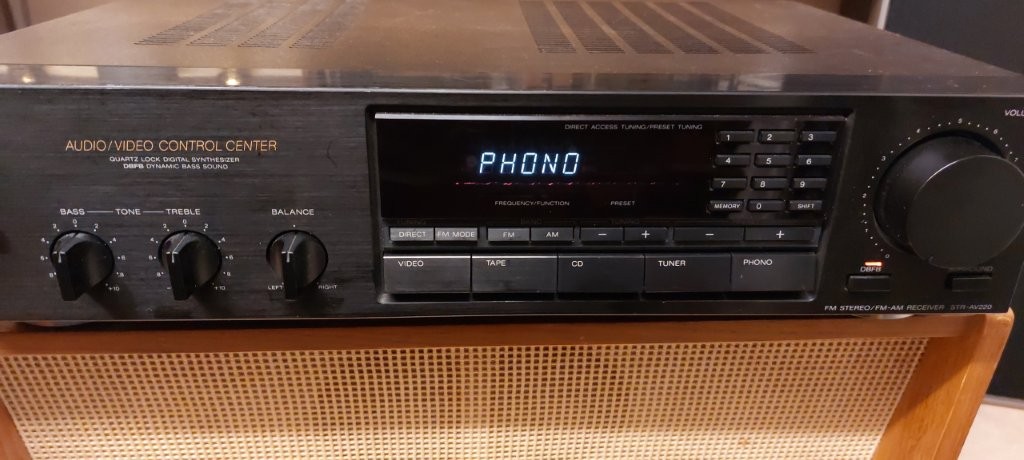 AUDIO/VIDEO CONTROL CENTER
QUARTZ LOCK DIGITAL SYNTHESIZER
DBFB DYNAMIC BASS SOUND
BASS TONE TREBLE
BALANCE
LEFT RIGHT
DIRECT ACCESS TUNING/PRESET TUNING
PHONO
FREQUENCY/FUNCTION PRESET
1 2 3
4 5 6
7 8 9
MEMORY 0 SHIFT
DIRECT FM MODE FM AM − + − +
VIDEO TAPE CD TUNER PHONO
VOLU
DBFB
FM STEREO/FM-AM RECEIVER STR-AV220